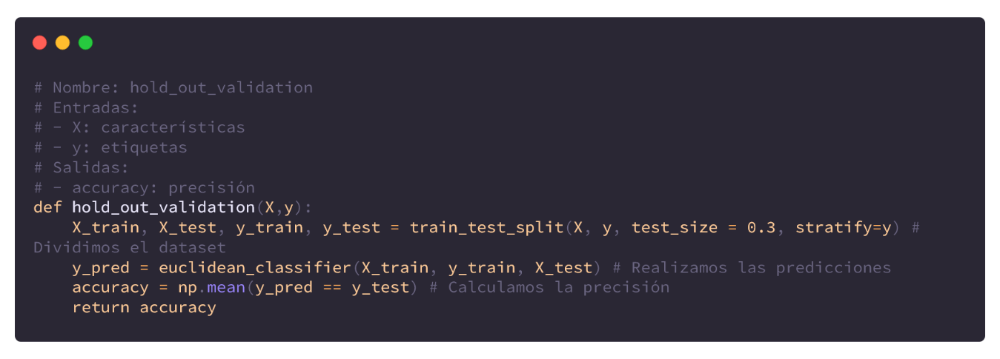 # Nombre: hold_out_validation
# Entradas:
# - X: características
# - y: etiquetas
# Salidas:
# - accuracy: precisión
def hold_out_validation(X,y):
    X_train, X_test, y_train, y_test = train_test_split(X, y, test_size = 0.3, stratify=y) #
Dividimos el dataset
    y_pred = euclidean_classifier(X_train, y_train, X_test) # Realizamos las predicciones
    accuracy = np.mean(y_pred == y_test) # Calculamos la precisión
    return accuracy